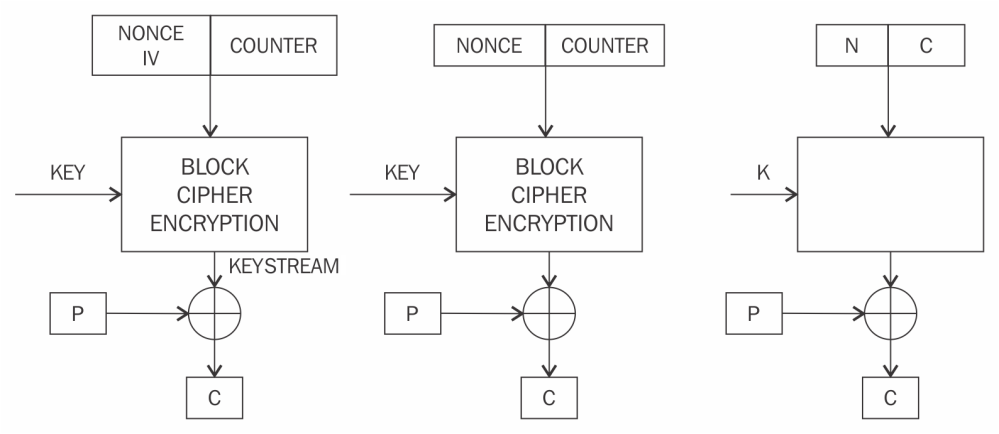 NONCE
IV
COUNTER
NONCE
COUNTER
N
C
KEY
BLOCK
CIPHER
ENCRYPTION
KEY
BLOCK
CIPHER
ENCRYPTION
K
KEYSTREAM
P
P
P
C
C
C